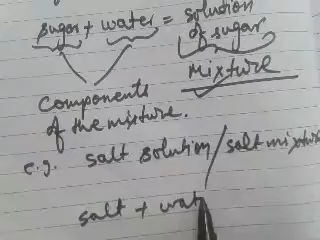 sugar + water = solution
of sugar
mixture
Components
of the mixture.
e.g. salt solution / salt mixture
salt + wat